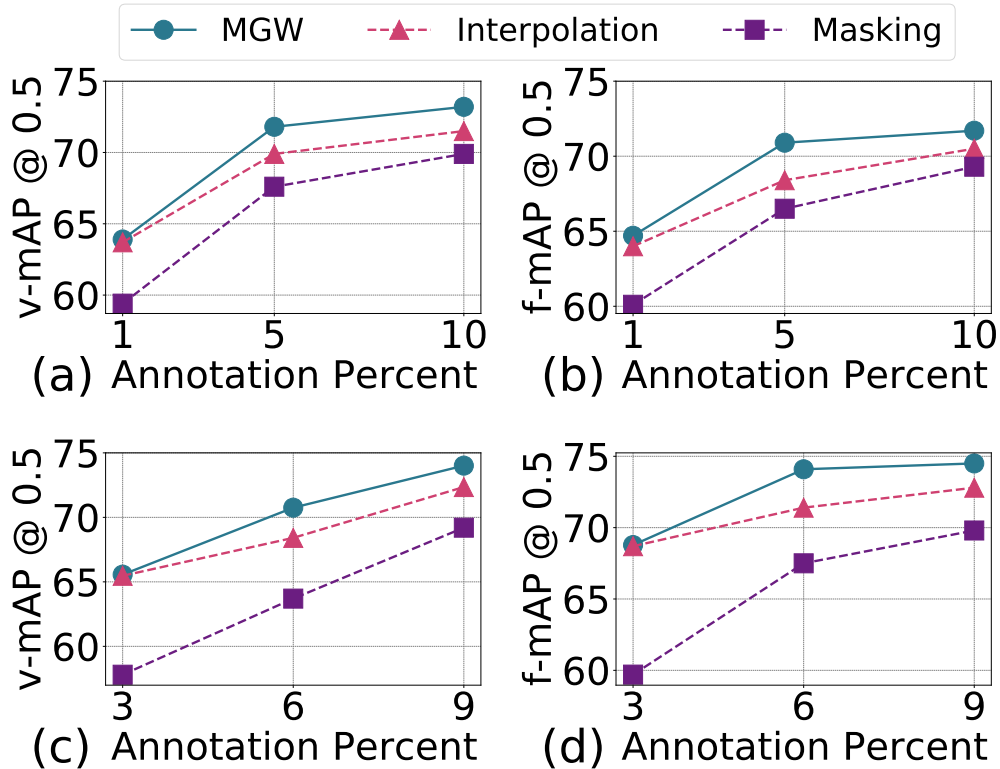 MGW Interpolation Masking
v-mAP @ 0.5
75
70
65
60
1 5 10
(a) Annotation Percent
f-mAP @ 0.5
75
70
65
60
1 5 10
(b) Annotation Percent
v-mAP @ 0.5
75
70
65
60
3 6 9
(c) Annotation Percent
f-mAP @ 0.5
75
70
65
60
3 6 9
(d) Annotation Percent